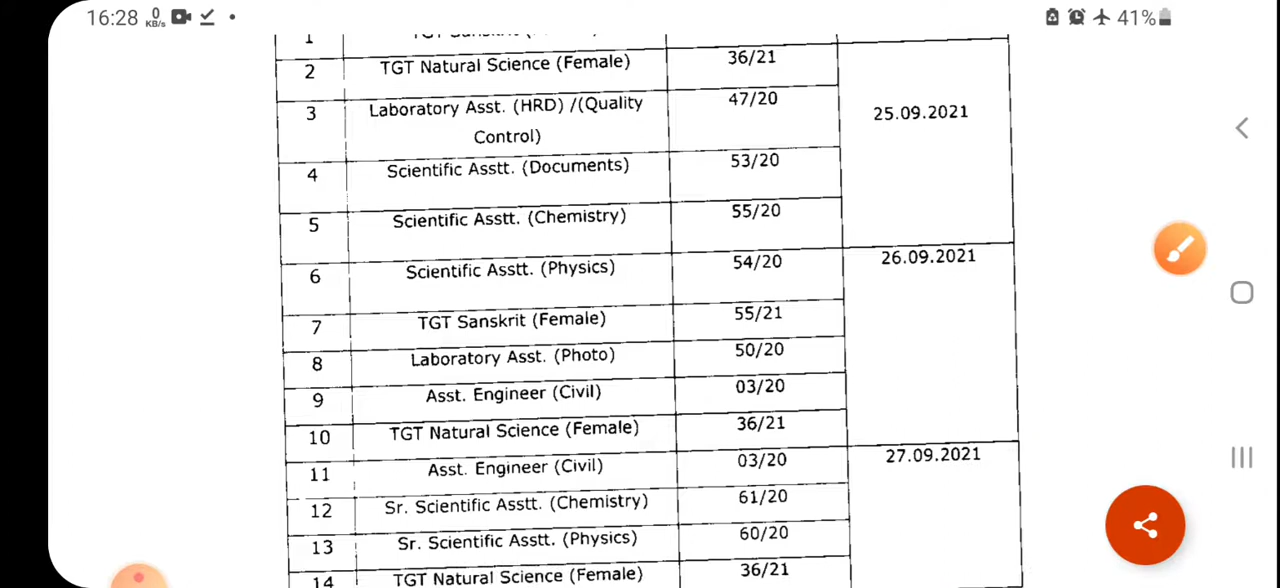 16:28 0 KB/s 41%
1
2 TGT Natural Science (Female) 36/21
3 Laboratory Asst. (HRD) /(Quality 47/20 25.09.2021
Control)
4 Scientific Asstt. (Documents) 53/20
5 Scientific Asstt. (Chemistry) 55/20
6 Scientific Asstt. (Physics) 54/20 26.09.2021
7 TGT Sanskrit (Female) 55/21
8 Laboratory Asst. (Photo) 50/20
9 Asst. Engineer (Civil) 03/20
10 TGT Natural Science (Female) 36/21
11 Asst. Engineer (Civil) 03/20 27.09.2021
12 Sr. Scientific Asstt. (Chemistry) 61/20
13 Sr. Scientific Asstt. (Physics) 60/20
14 TGT Natural Science (Female) 36/21